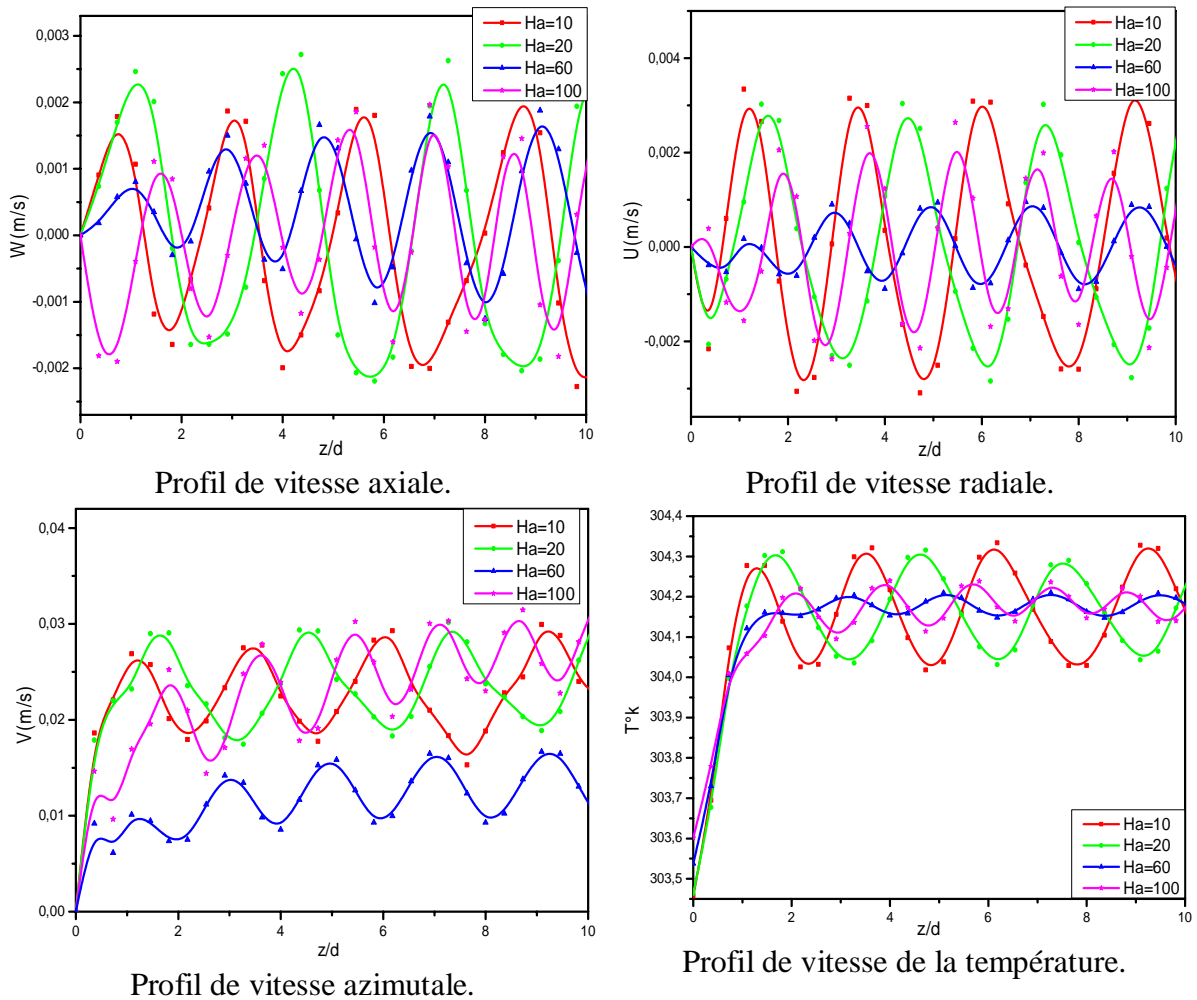 0,003
0,002
0,001
0,000
-0,001
-0,002
W(m/s)
0 2 4 6 8 10
z/d
Ha=10
Ha=20
Ha=60
Ha=100
Profil de vitesse axiale.
0,004
0,002
0,000
-0,002
U(m/s)
0 1 2 3 4 5 6 7 8 9 10
z/d
Ha=10
Ha=20
Ha=60
Ha=100
Profil de vitesse radiale.
0,04
0,03
0,02
0,01
0,00
V(m/s)
0 2 4 6 8 10
z/d
Ha=10
Ha=20
Ha=60
Ha=100
Profil de vitesse azimutale.
304,4
304,3
304,2
304,1
304,0
303,9
303,8
303,7
303,6
303,5
T°k
0 2 4 6 8 10
z/d
Ha=10
Ha=20
Ha=60
Ha=100
Profil de vitesse de la température.